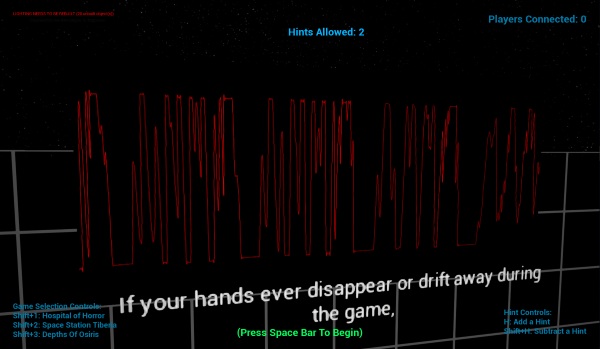 Players Connected: 0
Hints Allowed: 2
If your hands ever disappear or drift away during
the game,
(Press Space Bar To Begin)
Game Selection Controls:
Shift+1: Hospital of Horror
Shift+2: Space Station Tiberia
Shift+3: Depths Of Osiris
Hint Controls:
H: Add a Hint
Shift+H: Subtract a Hint